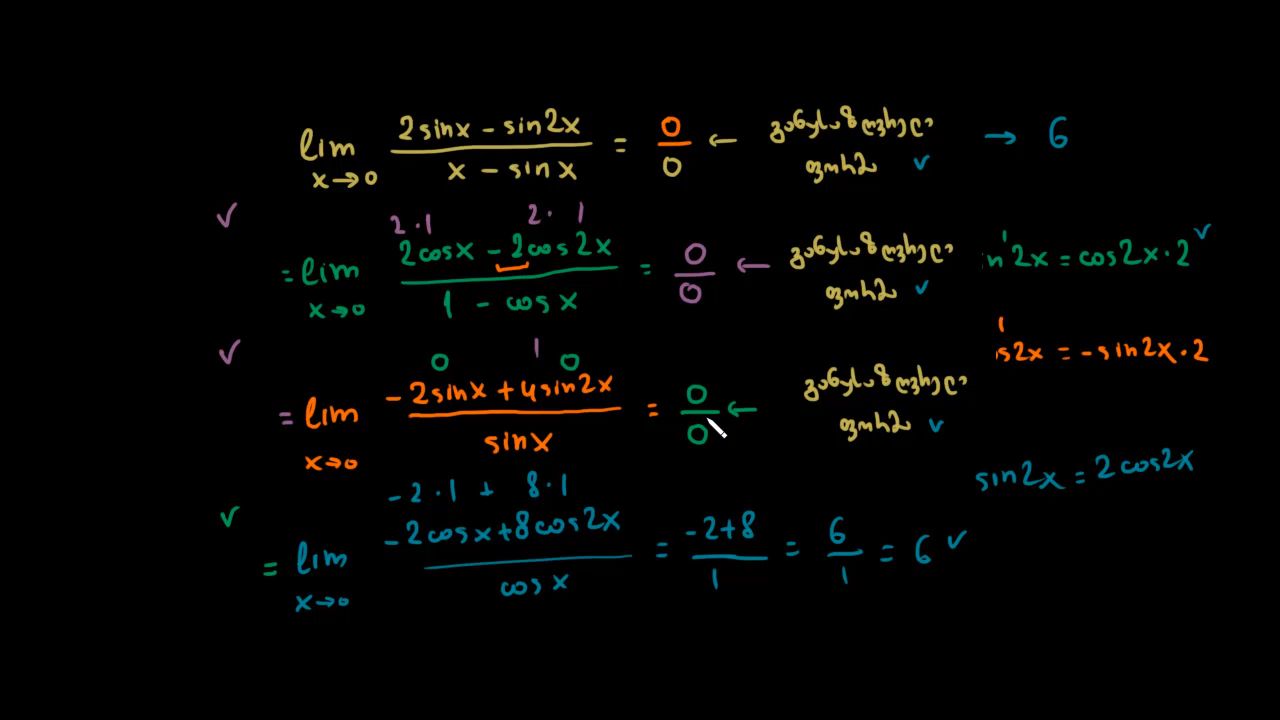 lim x→0 (2sinx − sin2x)/(x − sinx) = 0/0 ← განუსაზღვრელი → 6
ფორმა ✓
✓ 2·1 2·1
= lim x→0 (2cosx − 2cos2x)/(1 − cosx) = 0/0 ← განუსაზღვრელი n'2x = cos2x·2 ✓
ფორმა ✓
✓ 0 1 0
= lim x→0 (−2sinx + 4sin2x)/sinx = 0/0 ← განუსაზღვრელი 's2x = −sin2x·2
ფორმა ✓
sin2x = 2cos2x
✓ −2·1 + 8·1
= lim x→0 (−2cosx + 8cos2x)/cosx = (−2+8)/1 = 6/1 = 6 ✓